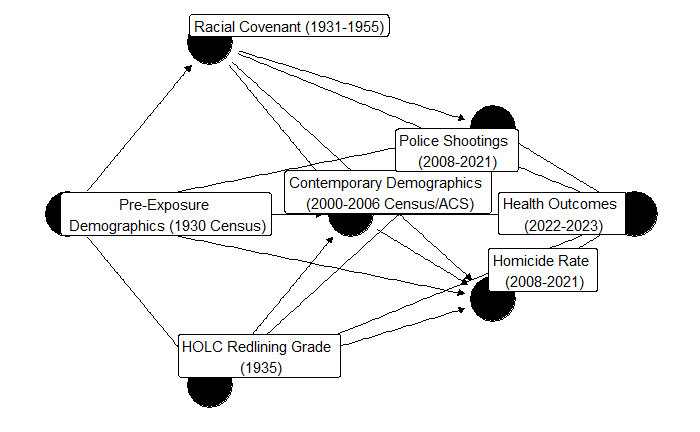 Racial Covenant (1931-1955)
Police Shootings
(2008-2021)
Contemporary Demographics
(2000-2006 Census/ACS)
Pre-Exposure
Demographics (1930 Census)
Health Outcomes
(2022-2023)
Homicide Rate
(2008-2021)
HOLC Redlining Grade
(1935)